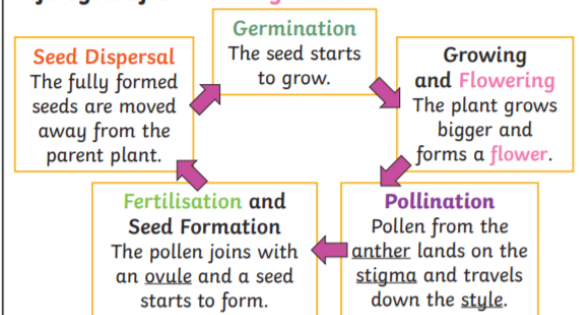 Germination
The seed starts
to grow.
Seed Dispersal
The fully formed
seeds are moved
away from the
parent plant.
Growing
and Flowering
The plant grows
bigger and
forms a flower.
Fertilisation and
Seed Formation
The pollen joins with
an ovule and a seed
starts to form.
Pollination
Pollen from the
anther lands on the
stigma and travels
down the style.